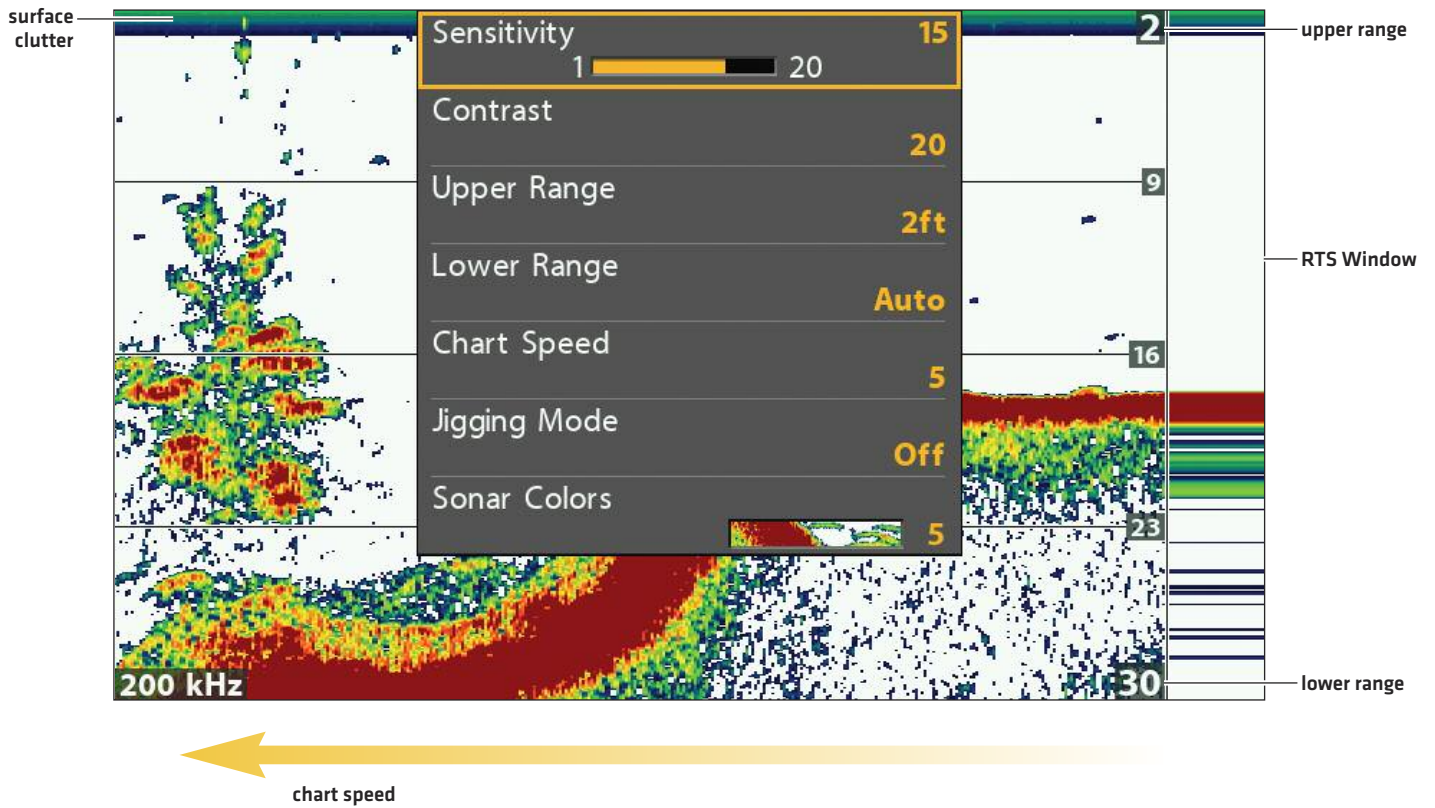 surface
clutter
Sensitivity 15
1 20
Contrast
20
Upper Range
2ft
Lower Range
Auto
Chart Speed
5
Jigging Mode
Off
Sonar Colors
5
2
9
16
23
30
200 kHz
upper range
RTS Window
lower range
chart speed